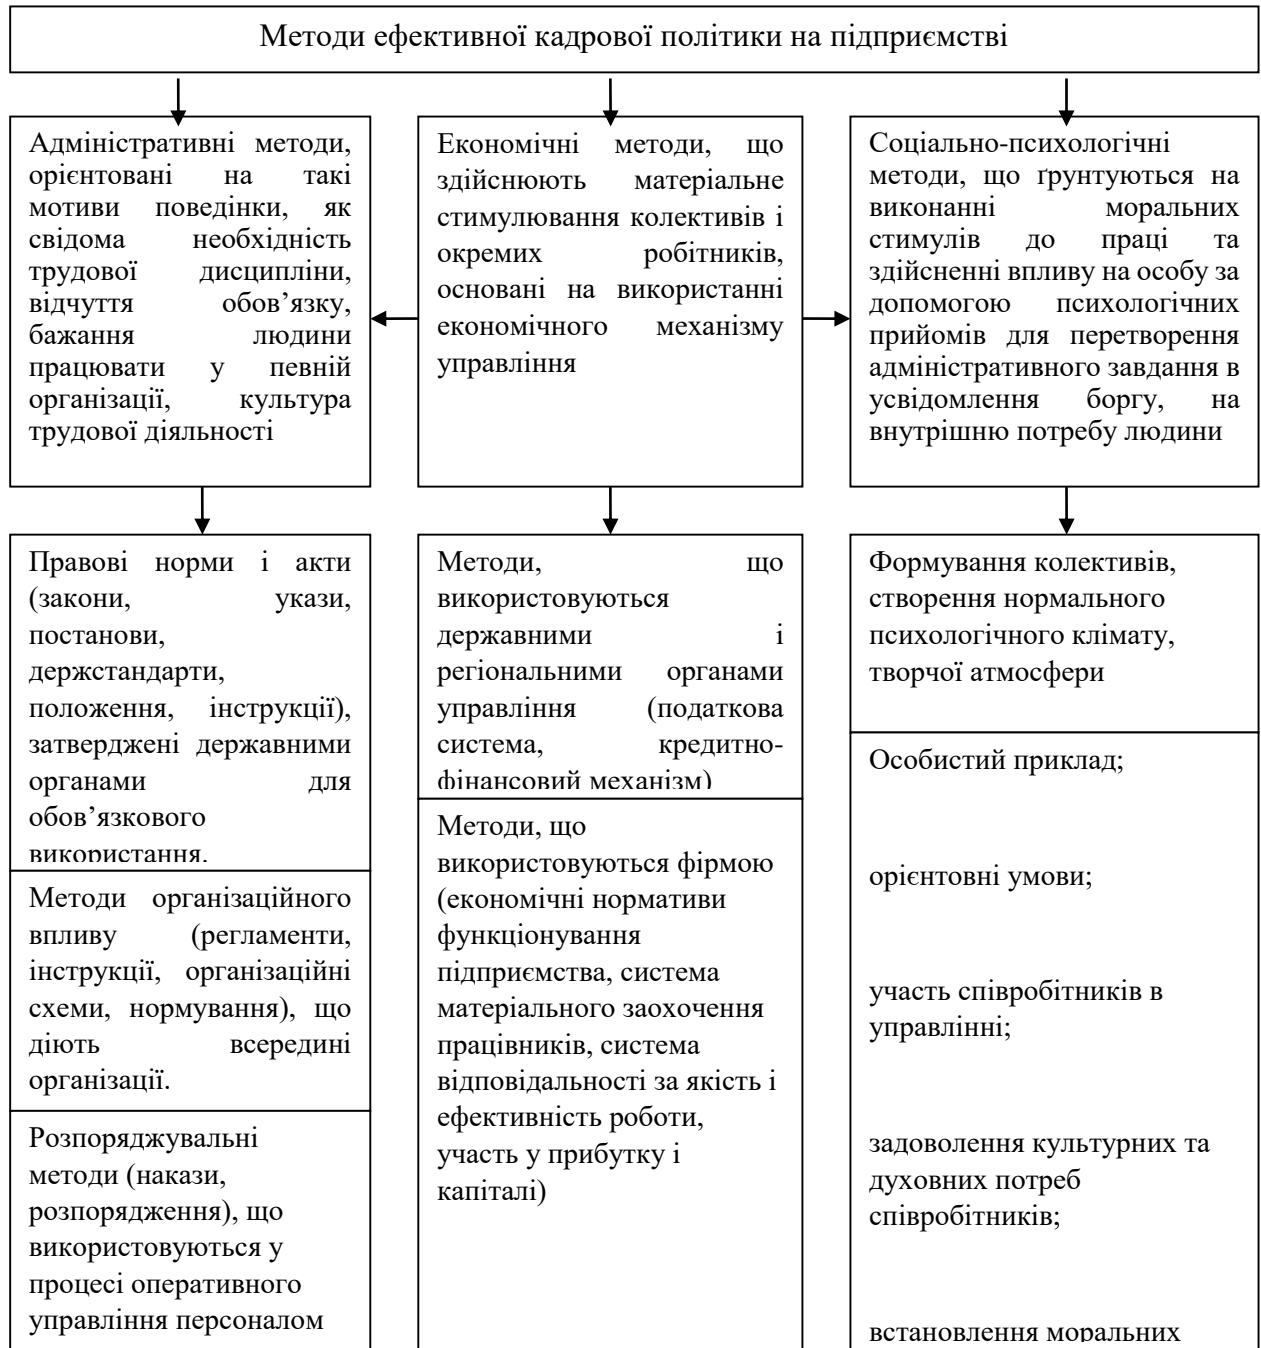 Методи ефективної кадрової політики на підприємстві
Адміністративні методи,
орієнтовані на такі
мотиви поведінки, як
свідома необхідність
трудової дисципліни,
відчуття обов’язку,
бажання людини
працювати у певній
організації, культура
трудової діяльності
Економічні методи, що
здійснюють матеріальне
стимулювання колективів і
окремих робітників,
основані на використанні
економічного механізму
управління
Соціально-психологічні
методи, що ґрунтуються на
виконанні моральних
стимулів до праці та
здійсненні впливу на особу за
допомогою психологічних
прийомів для перетворення
адміністративного завдання в
усвідомлення боргу, на
внутрішню потребу людини
Правові норми і акти
(закони, укази,
постанови,
держстандарти,
положення, інструкції),
затверджені державними
органами для
обов’язкового
використання.
Методи організаційного
впливу (регламенти,
інструкції, організаційні
схеми, нормування), що
діють всередині
організації.
Розпоряджувальні
методи (накази,
розпорядження), що
використовуються у
процесі оперативного
управління персоналом
Методи, що
використовуються
державними і
регіональними органами
управління (податкова
система, кредитно-
фінансовий механізм)
Методи, що
використовуються фірмою
(економічні нормативи
функціонування
підприємства, система
матеріального заохочення
працівників, система
відповідальності за якість і
ефективність роботи,
участь у прибутку і
капіталі)
Формування колективів,
створення нормального
психологічного клімату,
творчої атмосфери
Особистий приклад;
орієнтовні умови;
участь співробітників в
управлінні;
задоволення культурних та
духовних потреб
співробітників;
встановлення моральних